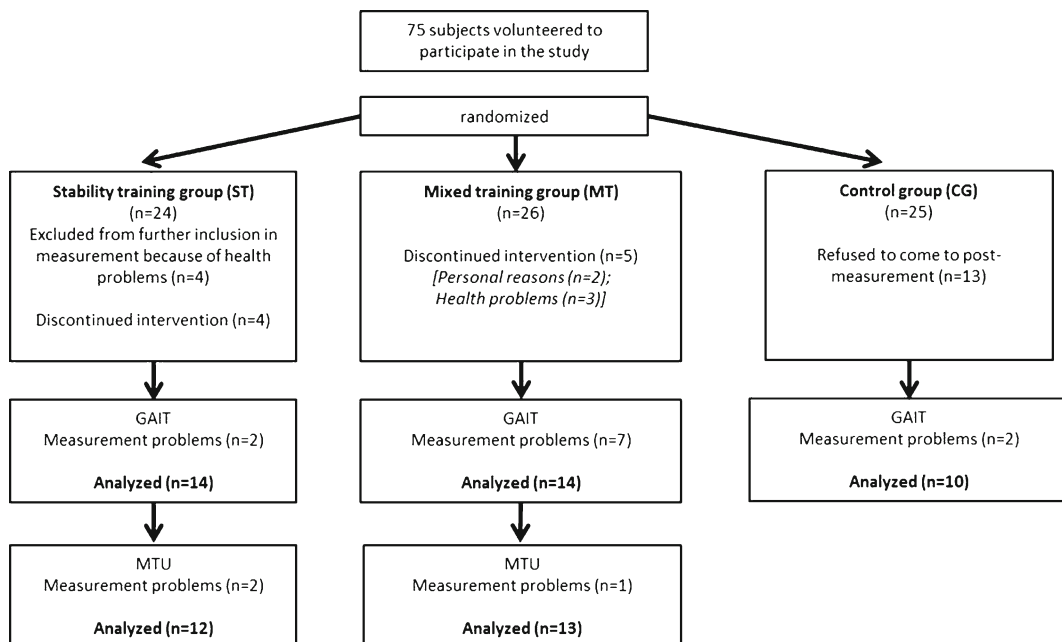 75 subjects volunteered to
participate in the study
randomized
Stability training group (ST)
(n=24)
Excluded from further inclusion in
measurement because of health
problems (n=4)
Discontinued intervention (n=4)
Mixed training group (MT)
(n=26)
Discontinued intervention (n=5)
[Personal reasons (n=2);
Health problems (n=3)]
Control group (CG)
(n=25)
Refused to come to post-
measurement (n=13)
GAIT
Measurement problems (n=2)
Analyzed (n=14)
GAIT
Measurement problems (n=7)
Analyzed (n=14)
GAIT
Measurement problems (n=2)
Analyzed (n=10)
MTU
Measurement problems (n=2)
Analyzed (n=12)
MTU
Measurement problems (n=1)
Analyzed (n=13)